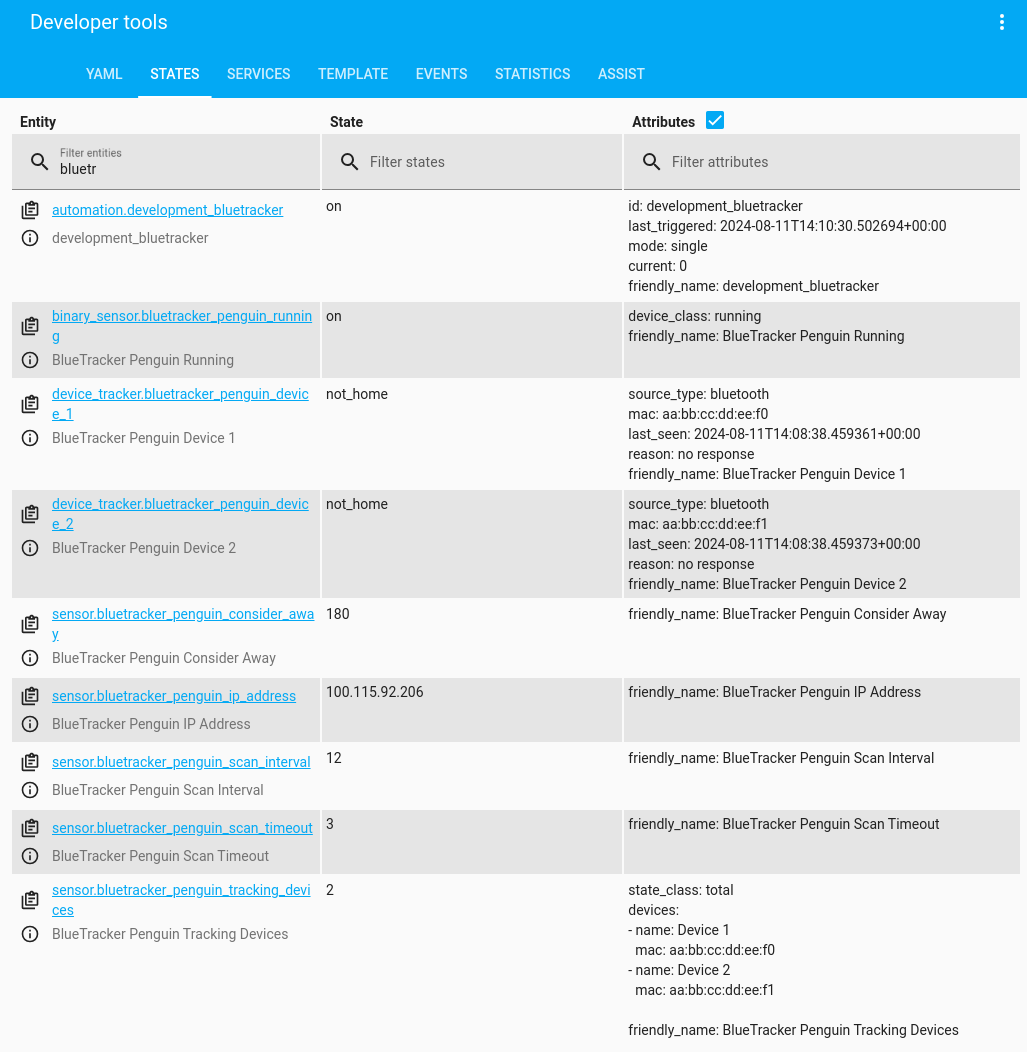 Developer tools
YAML STATES SERVICES TEMPLATE EVENTS STATISTICS ASSIST
Entity State Attributes
Filter entities
bluetr Filter states Filter attributes
automation.development_bluetracker
development_bluetracker
on
id: development_bluetracker
last_triggered: 2024-08-11T14:10:30.502694+00:00
mode: single
current: 0
friendly_name: development_bluetracker
binary_sensor.bluetracker_penguin_runnin
g
BlueTracker Penguin Running
on
device_class: running
friendly_name: BlueTracker Penguin Running
device_tracker.bluetracker_penguin_devic
e_1
BlueTracker Penguin Device 1
not_home
source_type: bluetooth
mac: aa:bb:cc:dd:ee:f0
last_seen: 2024-08-11T14:08:38.459361+00:00
reason: no response
friendly_name: BlueTracker Penguin Device 1
device_tracker.bluetracker_penguin_devic
e_2
BlueTracker Penguin Device 2
not_home
source_type: bluetooth
mac: aa:bb:cc:dd:ee:f1
last_seen: 2024-08-11T14:08:38.459373+00:00
reason: no response
friendly_name: BlueTracker Penguin Device 2
sensor.bluetracker_penguin_consider_awa
y
BlueTracker Penguin Consider Away
180
friendly_name: BlueTracker Penguin Consider Away
sensor.bluetracker_penguin_ip_address
BlueTracker Penguin IP Address
100.115.92.206
friendly_name: BlueTracker Penguin IP Address
sensor.bluetracker_penguin_scan_interval
BlueTracker Penguin Scan Interval
12
friendly_name: BlueTracker Penguin Scan Interval
sensor.bluetracker_penguin_scan_timeout
BlueTracker Penguin Scan Timeout
3
friendly_name: BlueTracker Penguin Scan Timeout
sensor.bluetracker_penguin_tracking_devi
ces
BlueTracker Penguin Tracking Devices
2
state_class: total
devices:
- name: Device 1
mac: aa:bb:cc:dd:ee:f0
- name: Device 2
mac: aa:bb:cc:dd:ee:f1
friendly_name: BlueTracker Penguin Tracking Devices